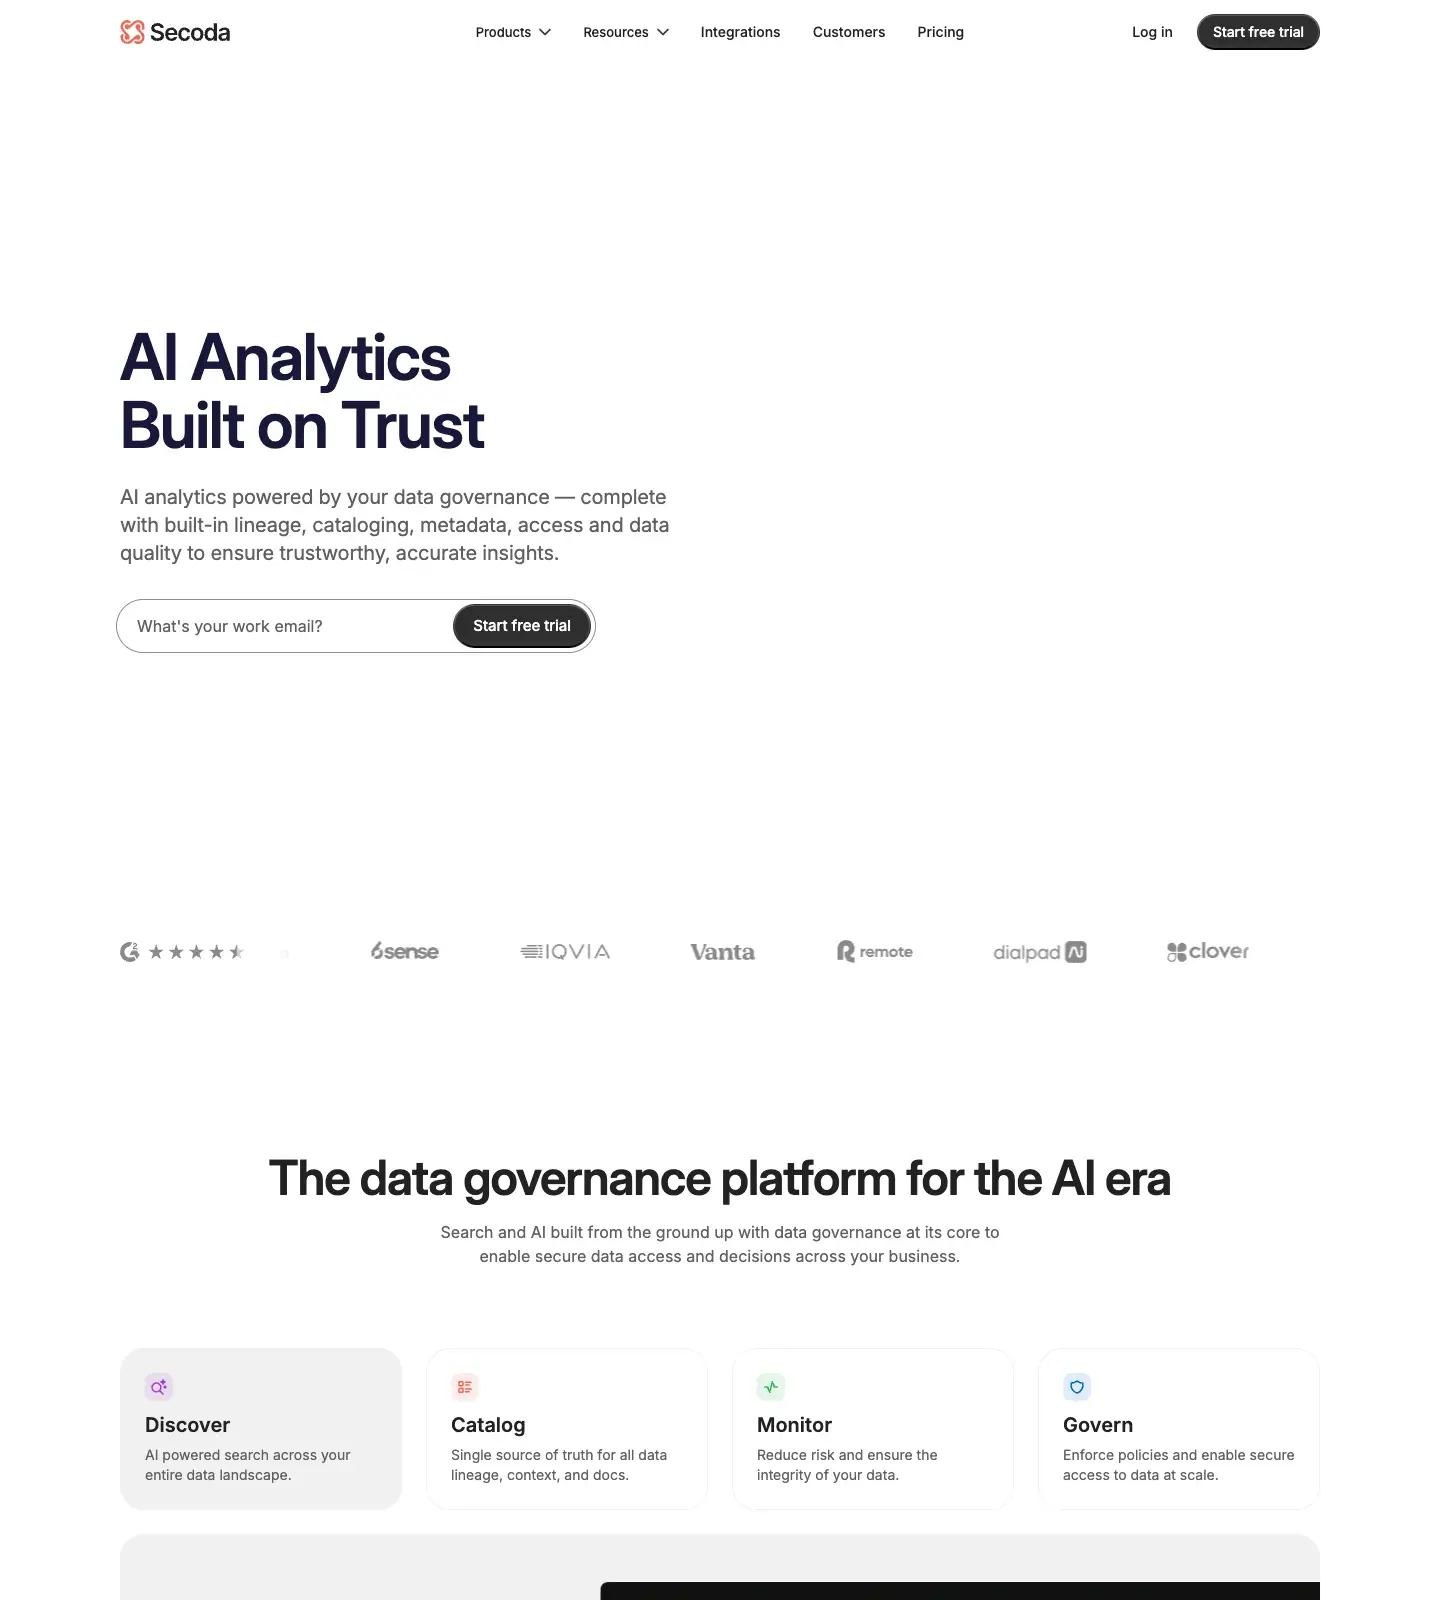 Secoda
Products
Resources
Integrations
Customers
Pricing
Log in
Start free trial
AI Analytics
Built on Trust
AI analytics powered by your data governance — complete
with built-in lineage, cataloging, metadata, access and data
quality to ensure trustworthy, accurate insights.
What's your work email?
Start free trial
G2
6sense
IQVIA
Vanta
remote
dialpad Ai
clover
The data governance platform for the AI era
Search and AI built from the ground up with data governance at its core to
enable secure data access and decisions across your business.
Discover
AI powered search across your
entire data landscape.
Catalog
Single source of truth for all data
lineage, context, and docs.
Monitor
Reduce risk and ensure the
integrity of your data.
Govern
Enforce policies and enable secure
access to data at scale.